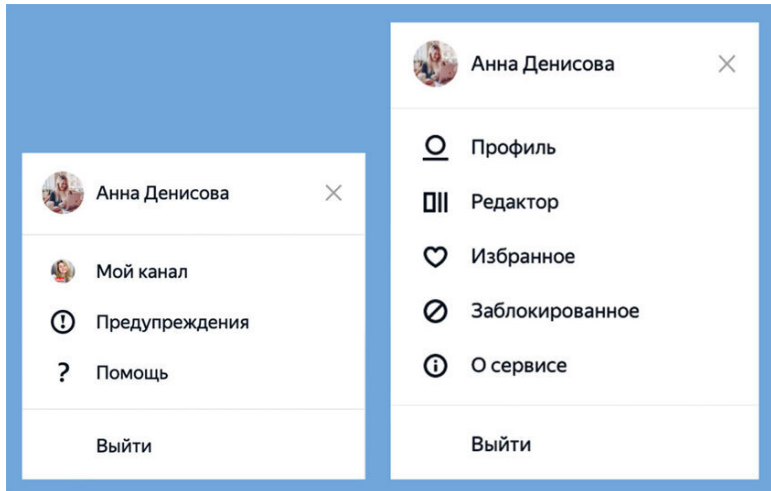 Анна Денисова
Мой канал
Предупреждения
? Помощь
Выйти
Анна Денисова
Профиль
Редактор
Избранное
Заблокированное
О сервисе
Выйти